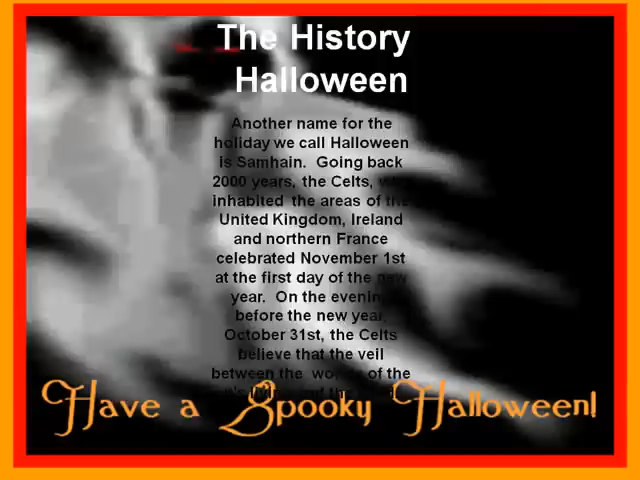 The History
Halloween
Another name for the
holiday we call Halloween
is Samhain. Going back
2000 years, the Celts,
inhabited the areas of the
United Kingdom, Ireland
and northern France
celebrated November 1st
at the first day of the new
year. On the evening
before the new year,
October 31st, the Celts
believe that the veil
between the of the
Have a Spooky Halloween!